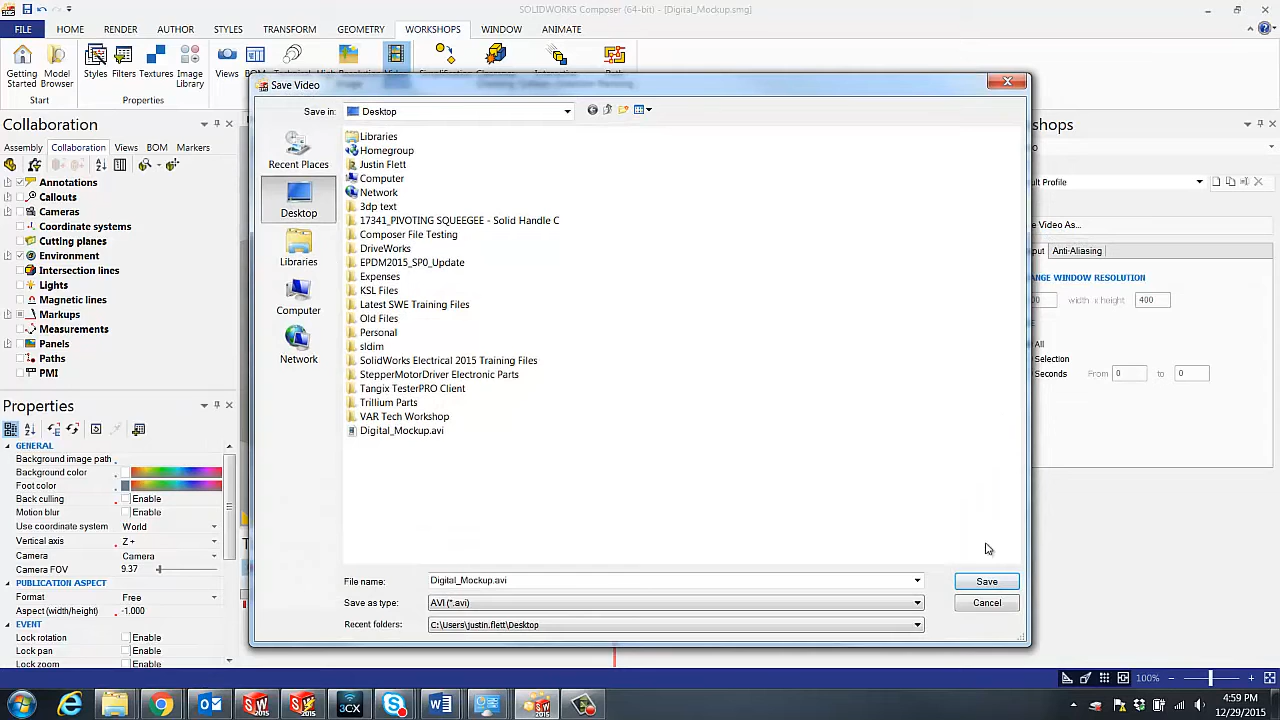 SOLIDWORKS Composer (64-bit) - [Digital_Mockup.smg]
FILE HOME RENDER AUTHOR STYLES TRANSFORM GEOMETRY WORKSHOPS WINDOW ANIMATE
Getting Started
Model Browser
Styles Filters Textures Image Library
Views
Start
Properties
Collaboration
Assembly Collaboration Views BOM Markers
Annotations
Callouts
Cameras
Coordinate systems
Cutting planes
Environment
Intersection lines
Lights
Magnetic lines
Markups
Measurements
Panels
Paths
PMI
Properties
GENERAL
Background image path
Background color
Foot color
Back culling Enable
Motion blur Enable
Use coordinate system World
Vertical axis Z+
Camera Camera
Camera FOV 9.37
PUBLICATION ASPECT
Format Free
Aspect (width/height) -1.000
EVENT
Lock rotation Enable
Lock pan Enable
Lock zoom Enable
Save Video
Save in: Desktop
Recent Places
Desktop
Libraries
Computer
Network
Libraries
Homegroup
Justin Flett
Computer
Network
3dp text
17341_PIVOTING SQUEEGEE - Solid Handle C
Composer File Testing
DriveWorks
EPDM2015_SP0_Update
Expenses
KSL Files
Latest SWE Training Files
Old Files
Personal
sldim
SolidWorks Electrical 2015 Training Files
StepperMotorDriver Electronic Parts
Tangix TesterPRO Client
Trillium Parts
VAR Tech Workshop
Digital_Mockup.avi
File name: Digital_Mockup.avi Save
Save as type: AVI (*.avi) Cancel
Recent folders: C:\Users\justin.flett\Desktop
shops
o
ult Profile
e Video As...
put Anti-Aliasing
ANGE WINDOW RESOLUTION
00 width x height 400
All
Selection
Seconds From 0 to 0
100%
4:59 PM
12/29/2015